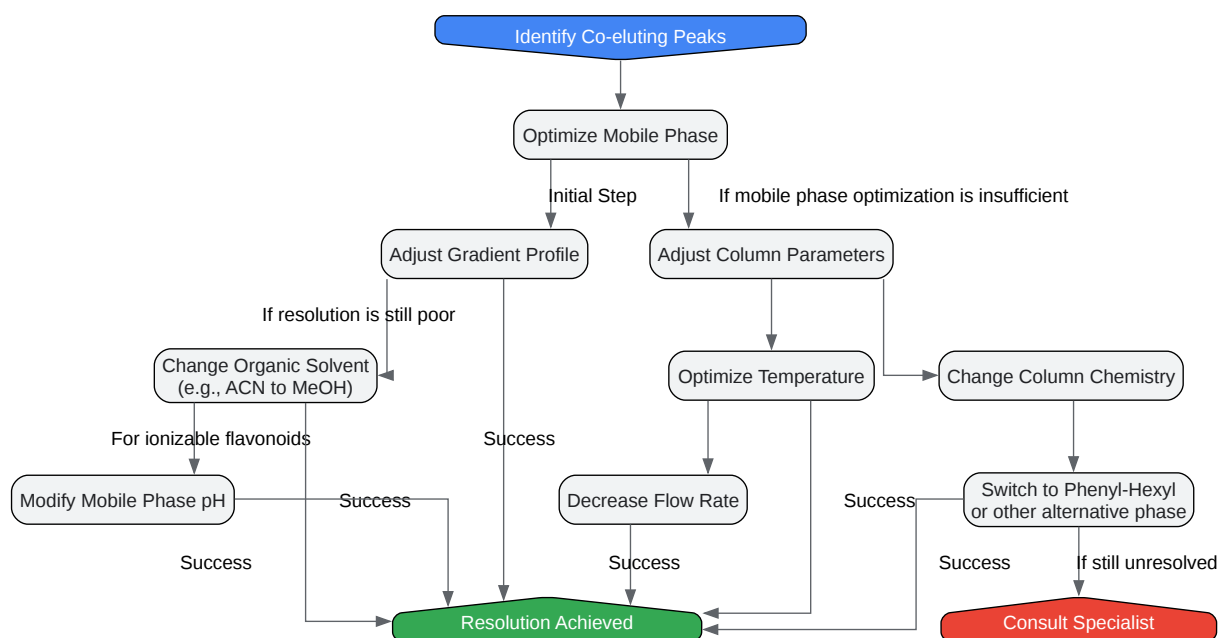 Identify Co-eluting Peaks
Optimize Mobile Phase
Initial Step
If mobile phase optimization is insufficient
Adjust Gradient Profile
Adjust Column Parameters
If resolution is still poor
Change Organic Solvent
(e.g., ACN to MeOH)
Optimize Temperature
Change Column Chemistry
For ionizable flavonoids
Success
Modify Mobile Phase pH
Success
Decrease Flow Rate
Success
Switch to Phenyl-Hexyl
or other alternative phase
Success
Success
Success
If still unresolved
Resolution Achieved
Consult Specialist